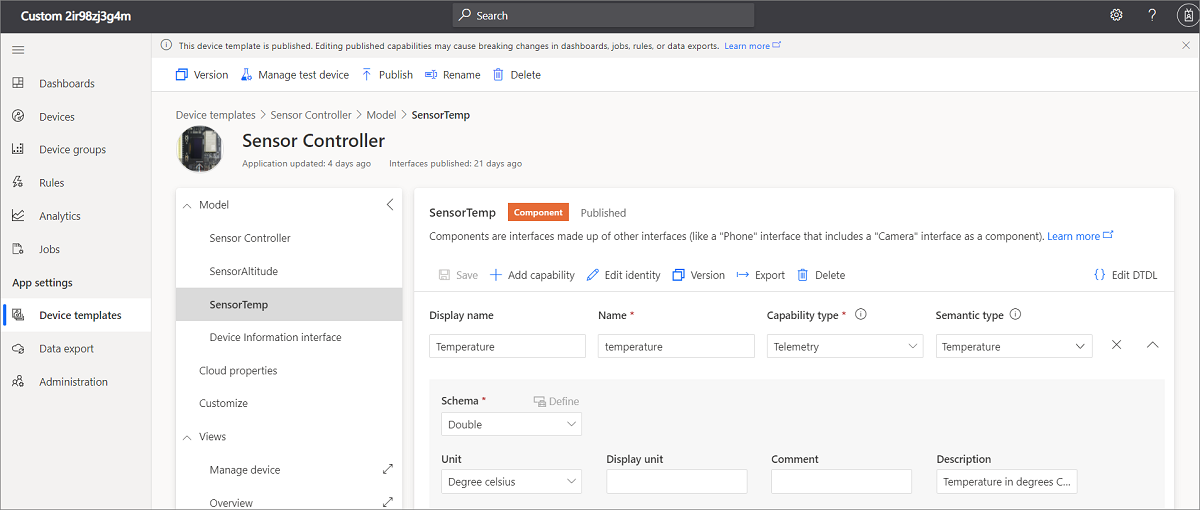 Custom 2ir98zj3g4m
Search
?
This device template is published. Editing published capabilities may cause breaking changes in dashboards, jobs, rules, or data exports. Learn more
Version Manage test device Publish Rename Delete
Dashboards
Devices
Device groups
Rules
Analytics
Jobs
App settings
Device templates
Data export
Administration
Device templates > Sensor Controller > Model > SensorTemp
Sensor Controller
Application updated: 4 days ago Interfaces published: 21 days ago
Model
Sensor Controller
SensorAltitude
SensorTemp
Device Information interface
Cloud properties
Customize
Views
Manage device
Overview
SensorTemp Component Published
Components are interfaces made up of other interfaces (like a "Phone" interface that includes a "Camera" interface as a component). Learn more
Save Add capability Edit identity Version Export Delete {} Edit DTDL
Display name Name * Capability type * Semantic type
Temperature temperature Telemetry Temperature
Schema * Define
Double
Unit Display unit Comment Description
Degree celsius Temperature in degrees C...